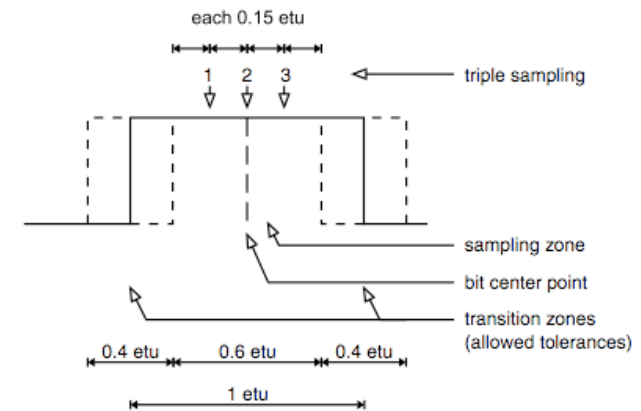 each 0.15 etu
1 2 3
triple sampling
sampling zone
bit center point
transition zones
(allowed tolerances)
0.4 etu 0.6 etu 0.4 etu
1 etu